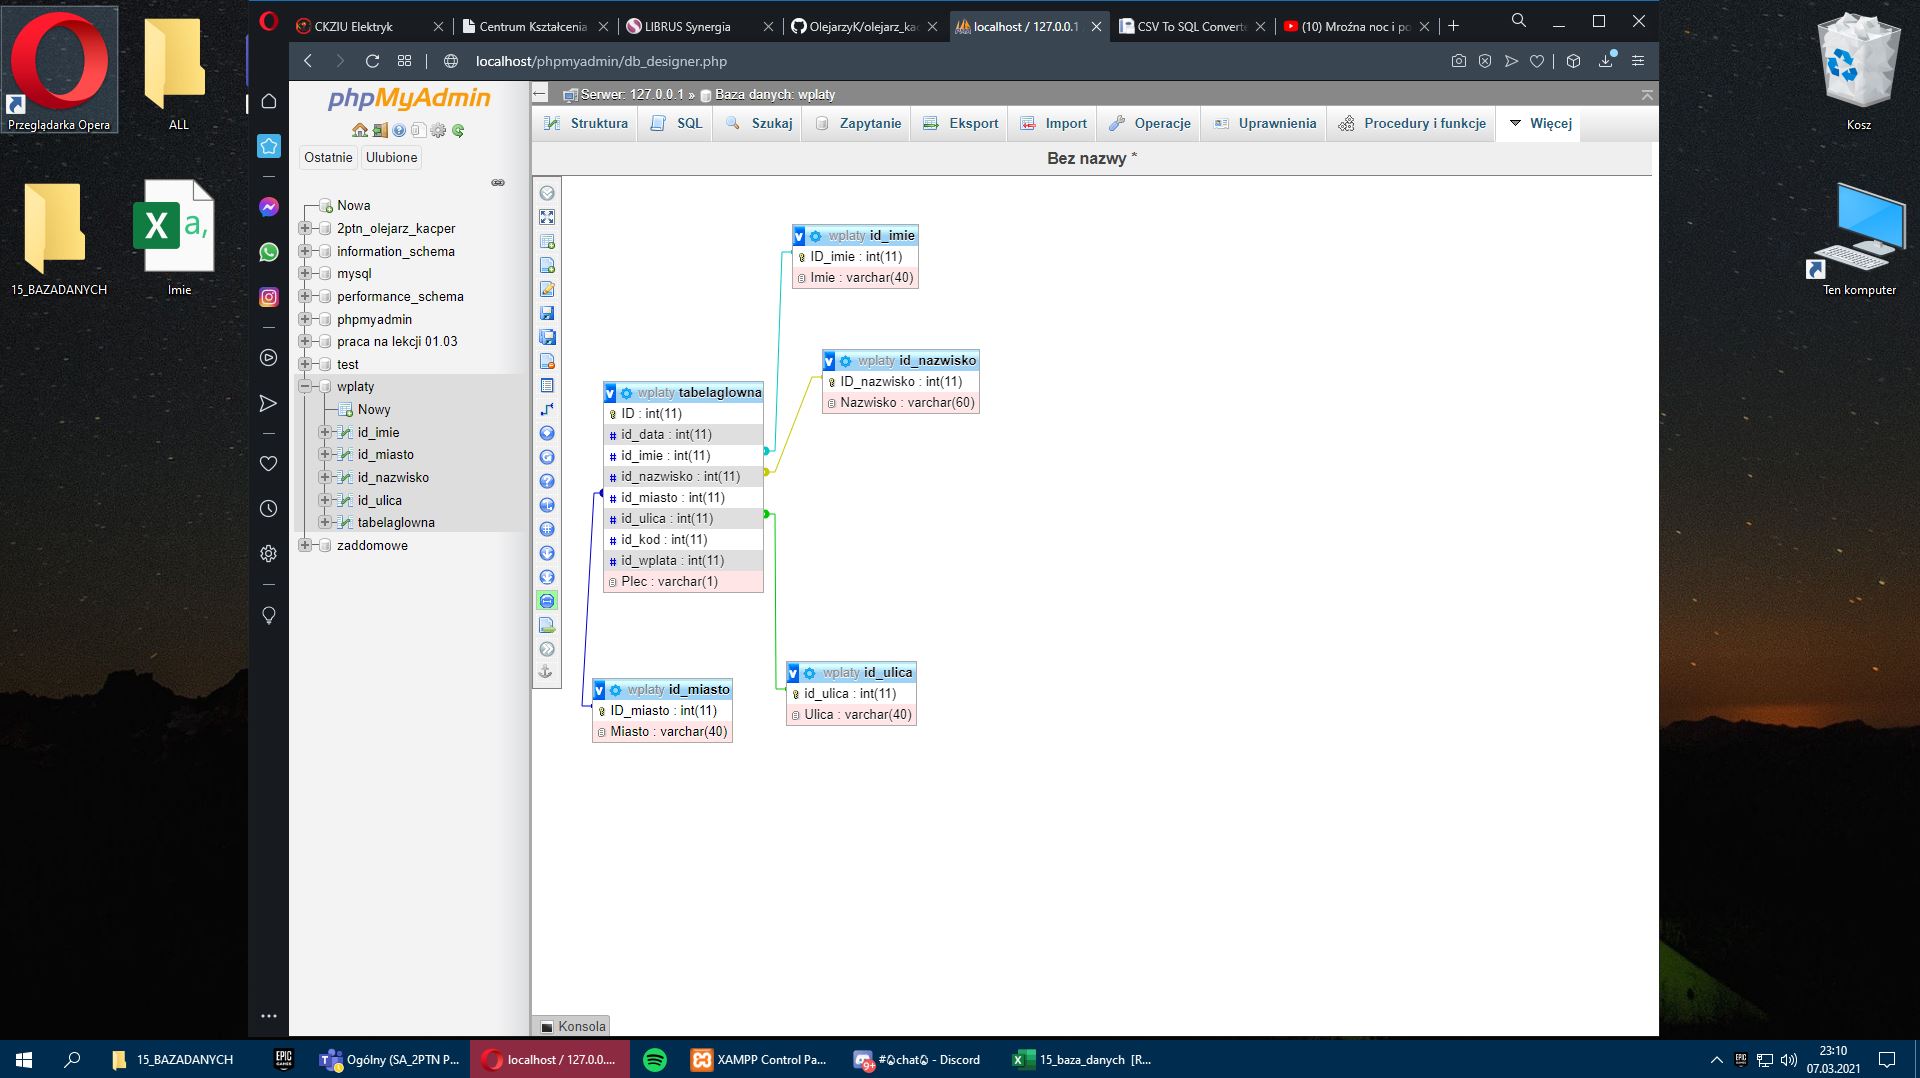 CKZIU Elektryk
Centrum Kształcenia
LIBRUS Synergia
OlejarzyK/olejarz_kac
localhost / 127.0.0.1
CSV To SQL Converte
(10) Mroźna noc i po
localhost/phpmyadmin/db_designer.php
Przeglądarka Opera
ALL
15_BAZADANYCH
Imie
Kosz
Ten komputer
phpMyAdmin
Ostatnie
Ulubione
Nowa
2ptn_olejarz_kacper
information_schema
mysql
performance_schema
phpmyadmin
praca na lekcji 01.03
test
wplaty
Nowy
id_imie
id_miasto
id_nazwisko
id_ulica
tabelaglowna
zaddomowe
Serwer: 127.0.0.1 » Baza danych: wplaty
Struktura
SQL
Szukaj
Zapytanie
Eksport
Import
Operacje
Uprawnienia
Procedury i funkcje
Więcej
Bez nazwy *
wplaty id_imie
ID_imie : int(11)
Imie : varchar(40)
wplaty id_nazwisko
ID_nazwisko : int(11)
Nazwisko : varchar(60)
wplaty tabelaglowna
ID : int(11)
id_data : int(11)
id_imie : int(11)
id_nazwisko : int(11)
id_miasto : int(11)
id_ulica : int(11)
id_kod : int(11)
id_wplata : int(11)
Plec : varchar(1)
wplaty id_miasto
ID_miasto : int(11)
Miasto : varchar(40)
wplaty id_ulica
id_ulica : int(11)
Ulica : varchar(40)
Konsola
15_BAZADANYCH
EPIC GAMES
Ogólny (SA_2PTN P...
localhost / 127.0.0....
XAMPP Control Pa...
#♤chat♤ - Discord
15_baza_danych [R...
23:10
07.03.2021